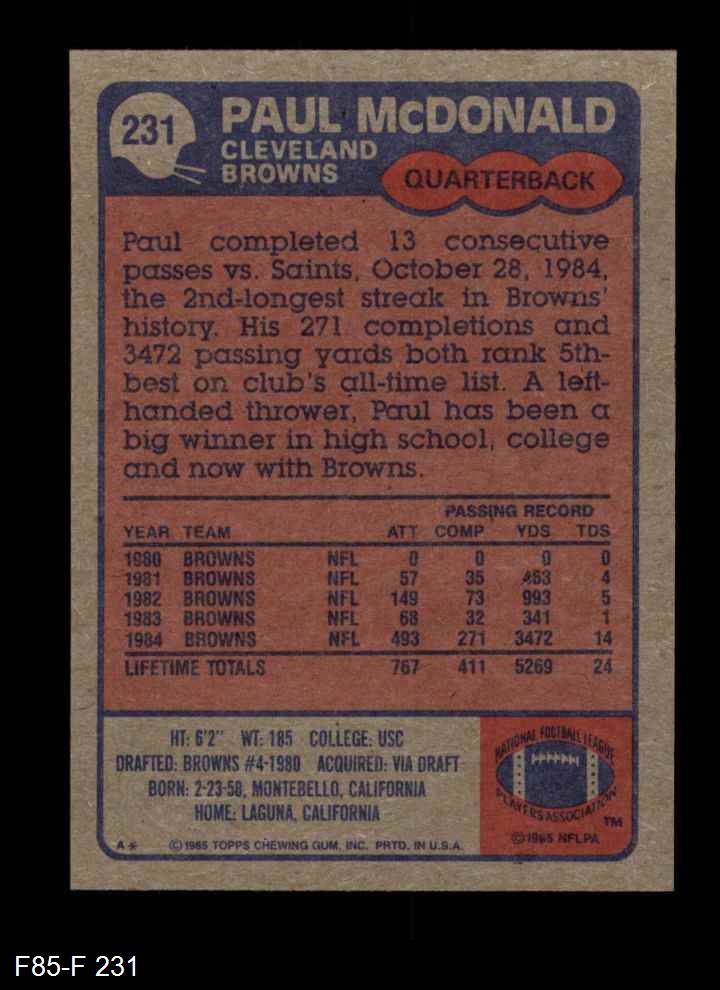 231
PAUL McDONALD
CLEVELAND
BROWNS
QUARTERBACK
Paul completed 13 consecutive
passes vs. Saints, October 28, 1984,
the 2nd-longest streak in Browns'
history. His 271 completions and
3472 passing yards both rank 5th-
best on club's all-time list. A left-
handed thrower, Paul has been a
big winner in high school, college
and now with Browns.
PASSING RECORD
YEAR TEAM ATT COMP YDS TDS
1980 BROWNS NFL 0 0 0 0
1981 BROWNS NFL 57 35 463 4
1982 BROWNS NFL 149 73 993 5
1983 BROWNS NFL 68 32 341 1
1984 BROWNS NFL 493 271 3472 14
LIFETIME TOTALS 767 411 5269 24
HT: 6'2" WT: 185 COLLEGE: USC
DRAFTED: BROWNS #4-1980 ACQUIRED: VIA DRAFT
BORN: 2-23-58, MONTEBELLO, CALIFORNIA
HOME: LAGUNA, CALIFORNIA
A* ©1985 TOPPS CHEWING GUM, INC. PRTD. IN U.S.A.
NATIONAL FOOTBALL LEAGUE
PLAYERS ASSOCIATION
TM
©1985 NFLPA
F85-F 231